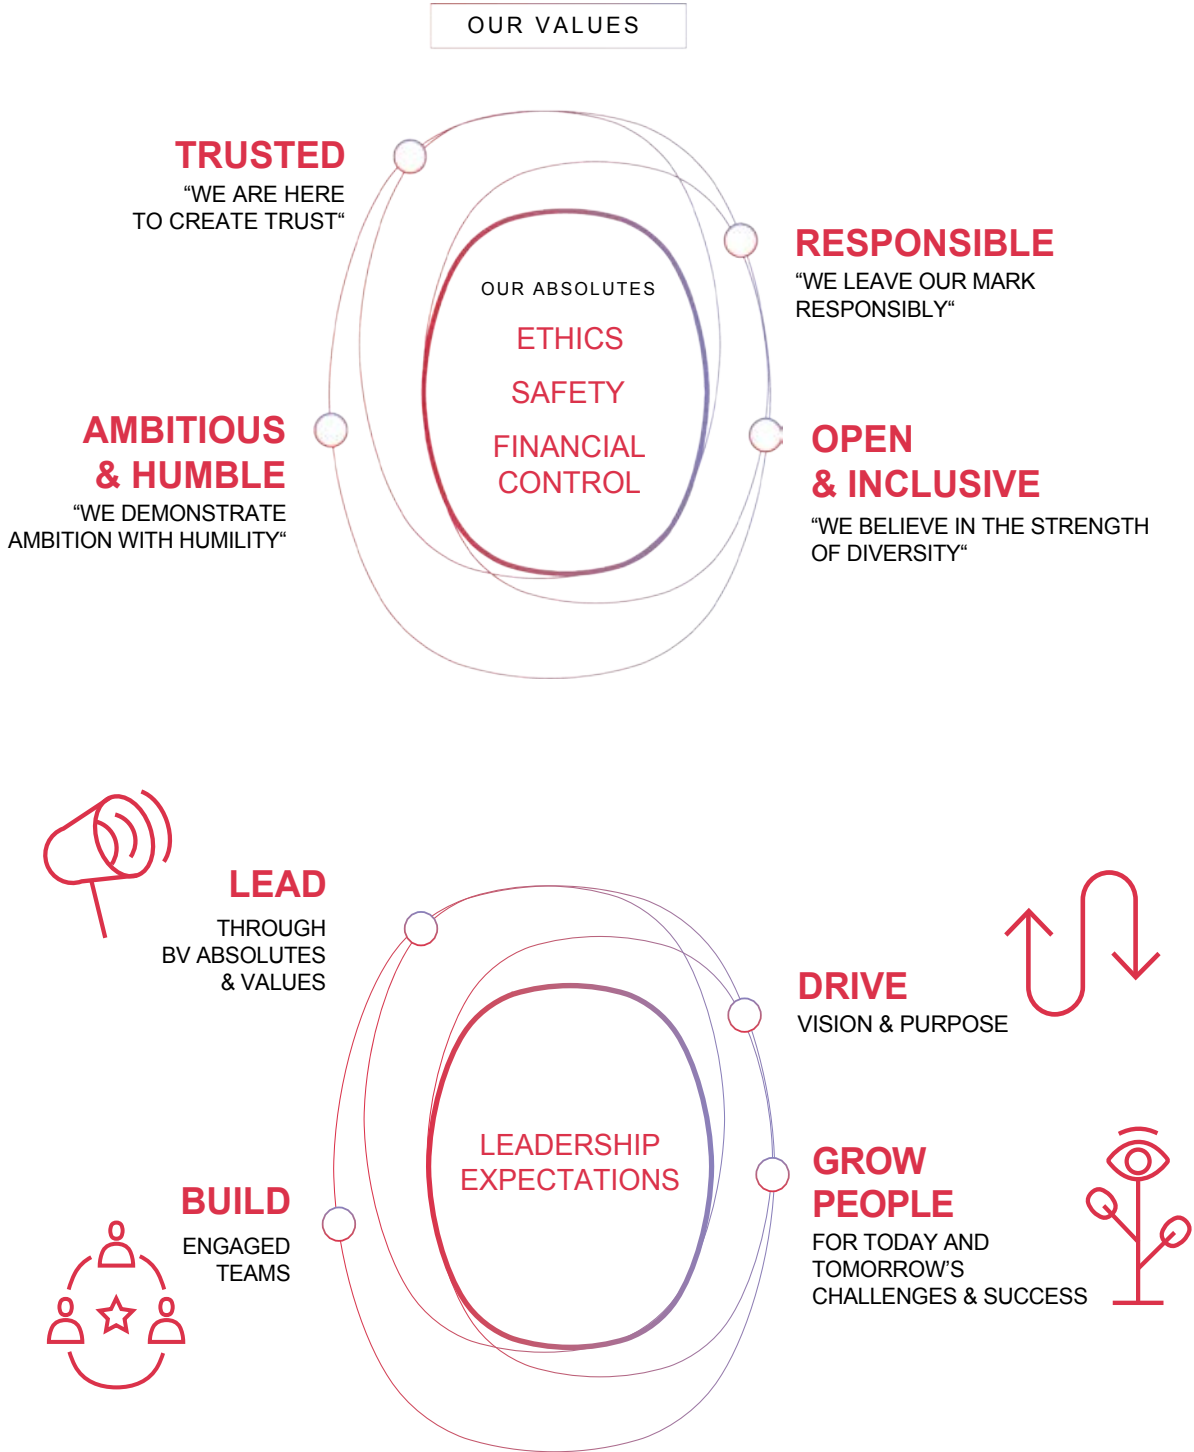 OUR VALUES
TRUSTED
“WE ARE HERE
TO CREATE TRUST“
RESPONSIBLE
“WE LEAVE OUR MARK
RESPONSIBLY“
OUR ABSOLUTES
ETHICS
SAFETY
FINANCIAL
CONTROL
AMBITIOUS
& HUMBLE
“WE DEMONSTRATE
AMBITION WITH HUMILITY“
OPEN
& INCLUSIVE
“WE BELIEVE IN THE STRENGTH
OF DIVERSITY“
LEAD
THROUGH
BV ABSOLUTES
& VALUES
DRIVE
VISION & PURPOSE
LEADERSHIP
EXPECTATIONS
BUILD
ENGAGED
TEAMS
GROW
PEOPLE
FOR TODAY AND
TOMORROW’S
CHALLENGES & SUCCESS